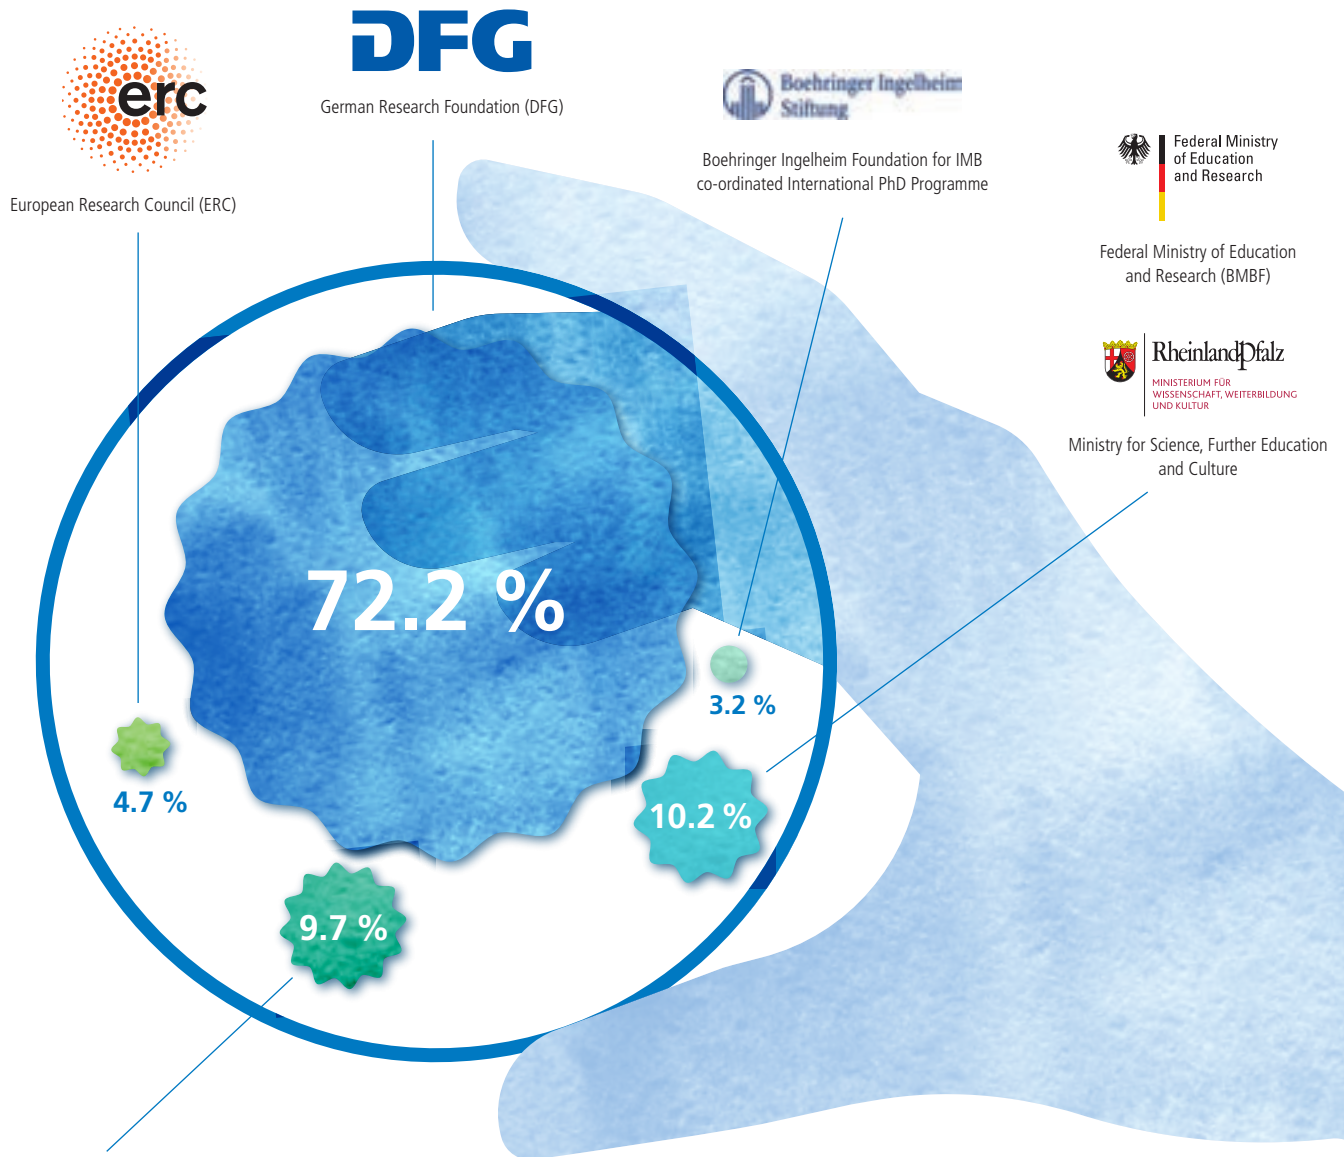 erc
European Research Council (ERC)
DFG
German Research Foundation (DFG)
Boehringer Ingelheim
Stiftung
Boehringer Ingelheim Foundation for IMB
co-ordinated International PhD Programme
Federal Ministry
of Education
and Research
Federal Ministry of Education
and Research (BMBF)
RheinlandPfalz
MINISTERIUM FÜR
WISSENSCHAFT, WEITERBILDUNG
UND KULTUR
Ministry for Science, Further Education
and Culture
72.2 %
3.2 %
4.7 %
10.2 %
9.7 %